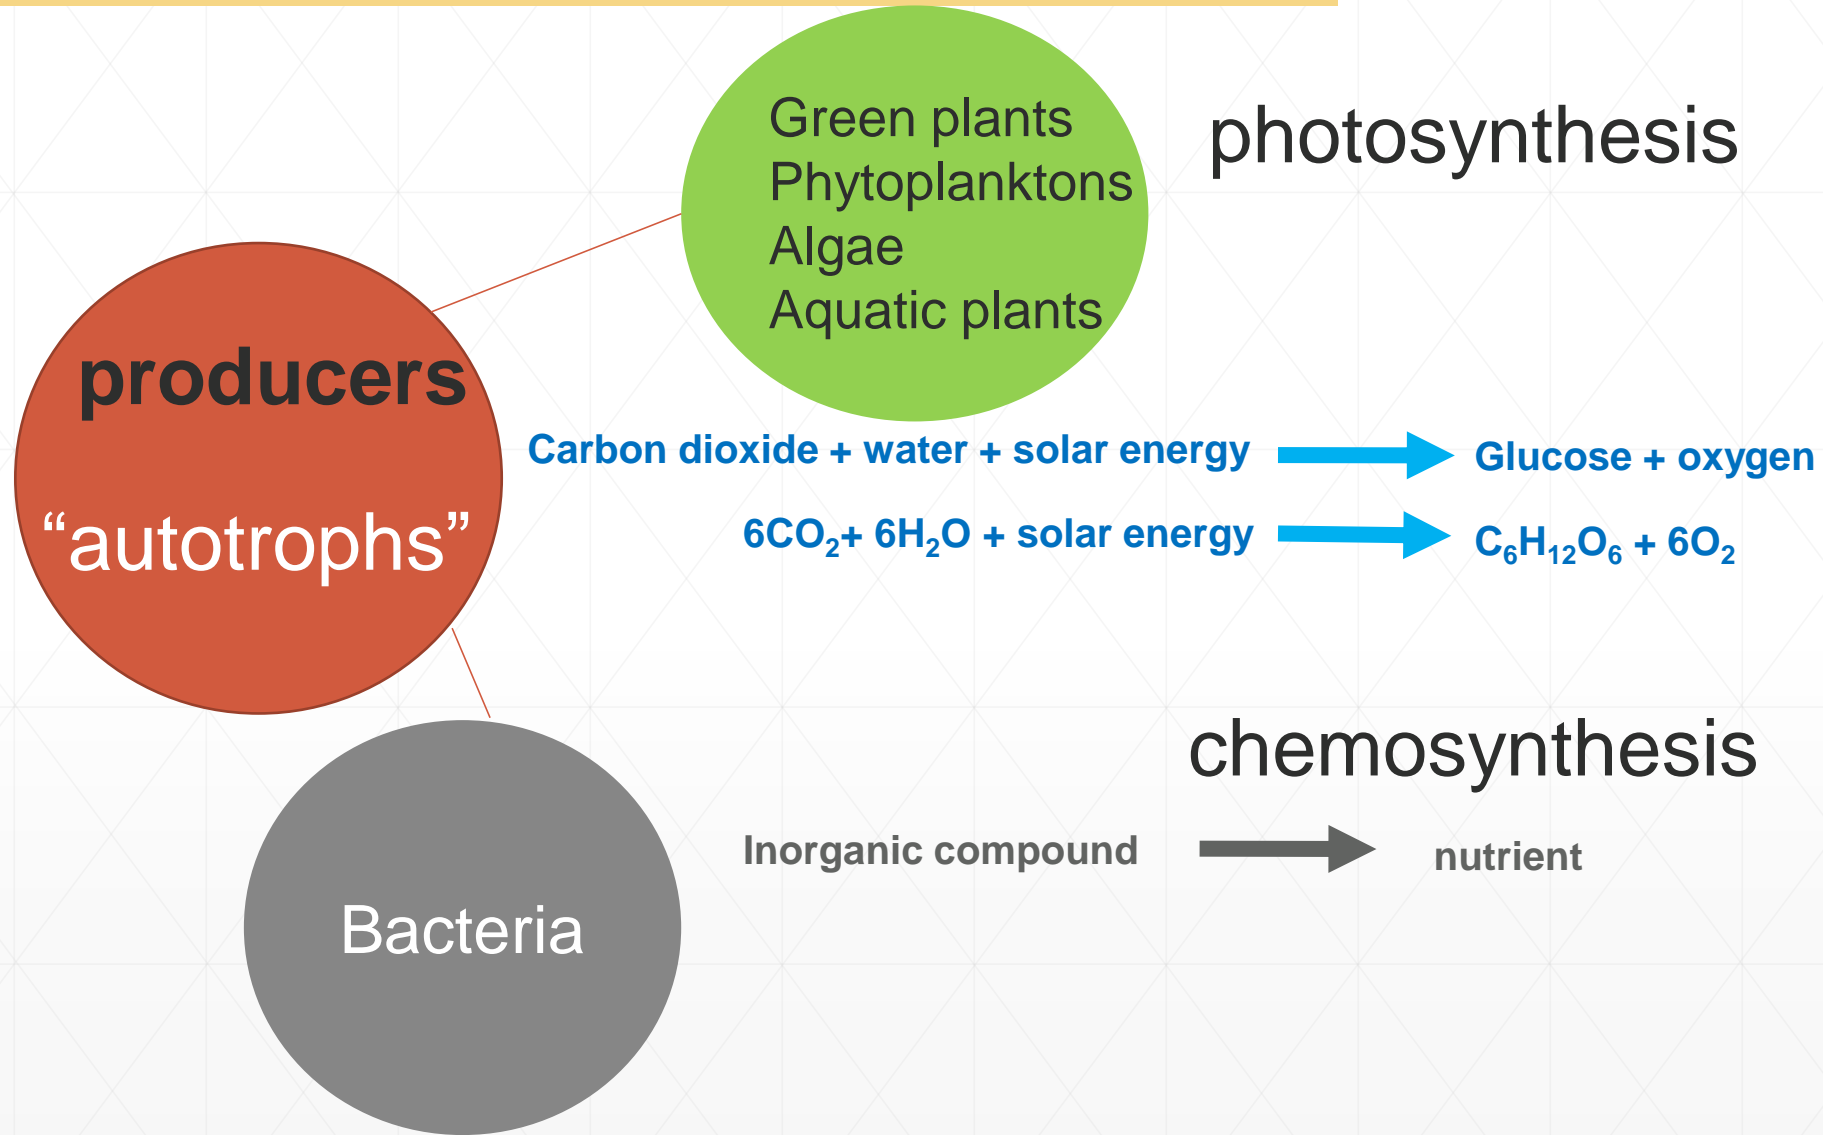 Green plants
Phytoplanktons
Algae
Aquatic plants
photosynthesis
producers
“autotrophs”
Carbon dioxide + water + solar energy Glucose + oxygen
6CO₂+ 6H₂O + solar energy C₆H₁₂O₆ + 6O₂
chemosynthesis
Inorganic compound nutrient
Bacteria